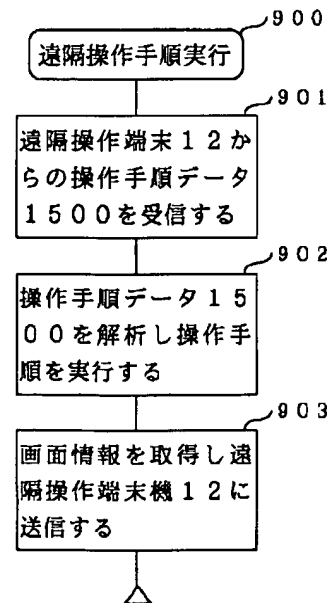 900
遠隔操作手順実行
901
遠隔操作端末12か
らの操作手順データ
1500を受信する
902
操作手順データ15
00を解析し操作手
順を実行する
903
画面情報を取得し遠
隔操作端末機12に
送信する